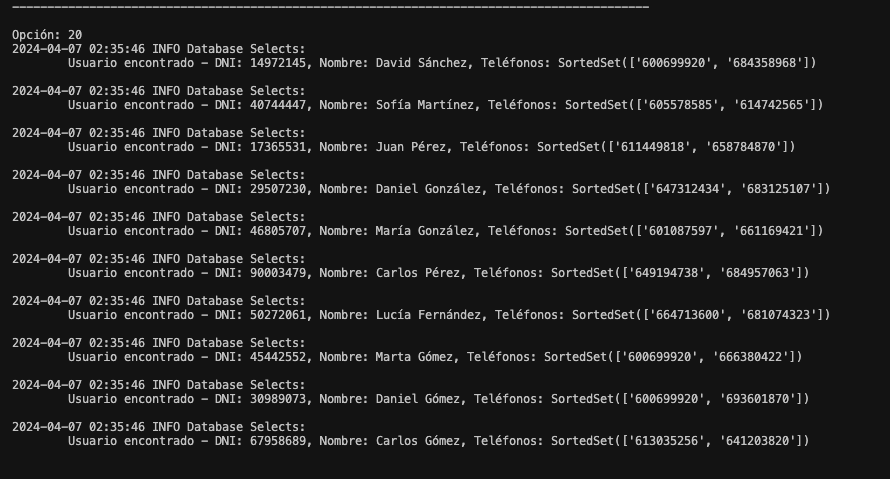 --------------------------------------------------------------------------------------------
Opción: 20
2024-04-07 02:35:46 INFO Database Selects:
Usuario encontrado - DNI: 14972145, Nombre: David Sánchez, Teléfonos: SortedSet(['600699920', '684358968'])
2024-04-07 02:35:46 INFO Database Selects:
Usuario encontrado - DNI: 40744447, Nombre: Sofía Martínez, Teléfonos: SortedSet(['605578585', '614742565'])
2024-04-07 02:35:46 INFO Database Selects:
Usuario encontrado - DNI: 17365531, Nombre: Juan Pérez, Teléfonos: SortedSet(['611449818', '658784870'])
2024-04-07 02:35:46 INFO Database Selects:
Usuario encontrado - DNI: 29507230, Nombre: Daniel González, Teléfonos: SortedSet(['647312434', '683125107'])
2024-04-07 02:35:46 INFO Database Selects:
Usuario encontrado - DNI: 46805707, Nombre: María González, Teléfonos: SortedSet(['601087597', '661169421'])
2024-04-07 02:35:46 INFO Database Selects:
Usuario encontrado - DNI: 90003479, Nombre: Carlos Pérez, Teléfonos: SortedSet(['649194738', '684957063'])
2024-04-07 02:35:46 INFO Database Selects:
Usuario encontrado - DNI: 50272061, Nombre: Lucía Fernández, Teléfonos: SortedSet(['664713600', '681074323'])
2024-04-07 02:35:46 INFO Database Selects:
Usuario encontrado - DNI: 45442552, Nombre: Marta Gómez, Teléfonos: SortedSet(['600699920', '666380422'])
2024-04-07 02:35:46 INFO Database Selects:
Usuario encontrado - DNI: 30989073, Nombre: Daniel Gómez, Teléfonos: SortedSet(['600699920', '693601870'])
2024-04-07 02:35:46 INFO Database Selects:
Usuario encontrado - DNI: 67958689, Nombre: Carlos Gómez, Teléfonos: SortedSet(['613035256', '641203820'])